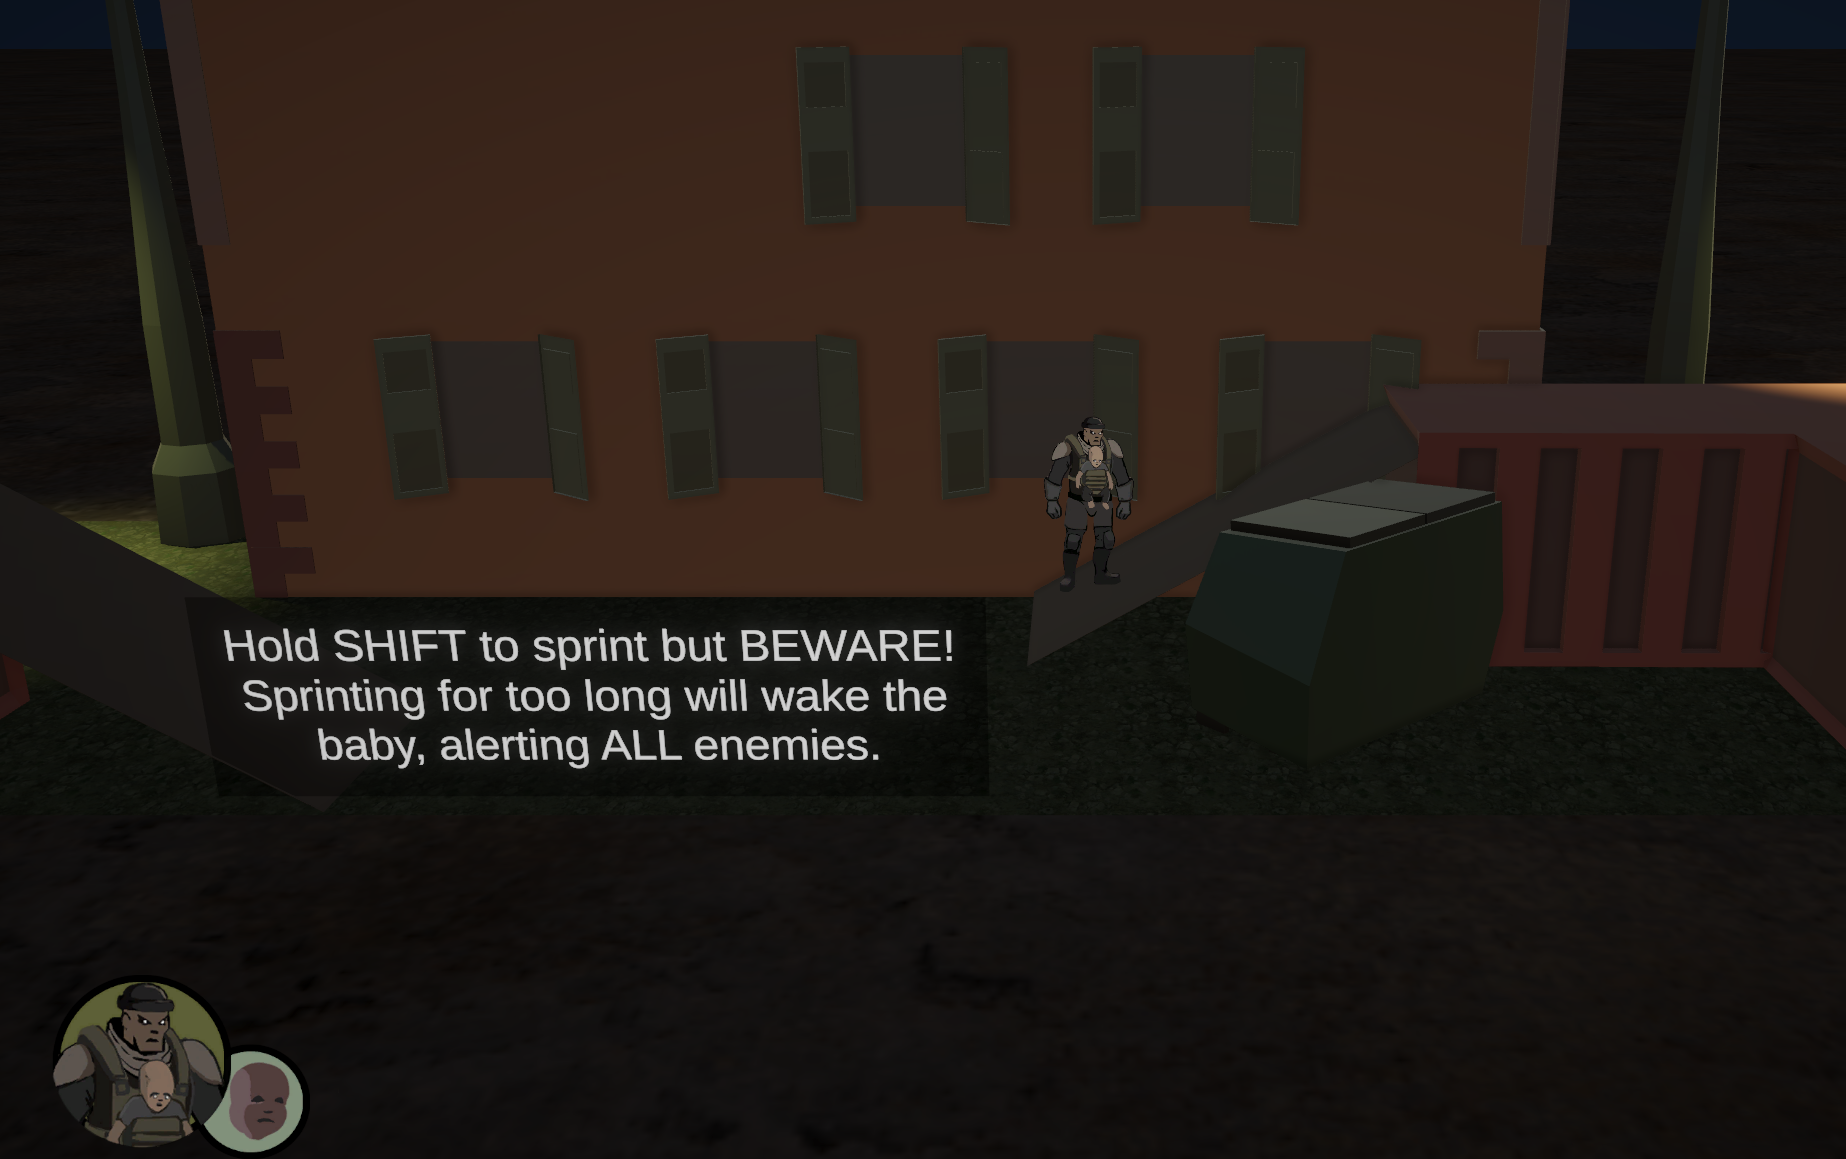 Hold SHIFT to sprint but BEWARE!
Sprinting for too long will wake the
baby, alerting ALL enemies.